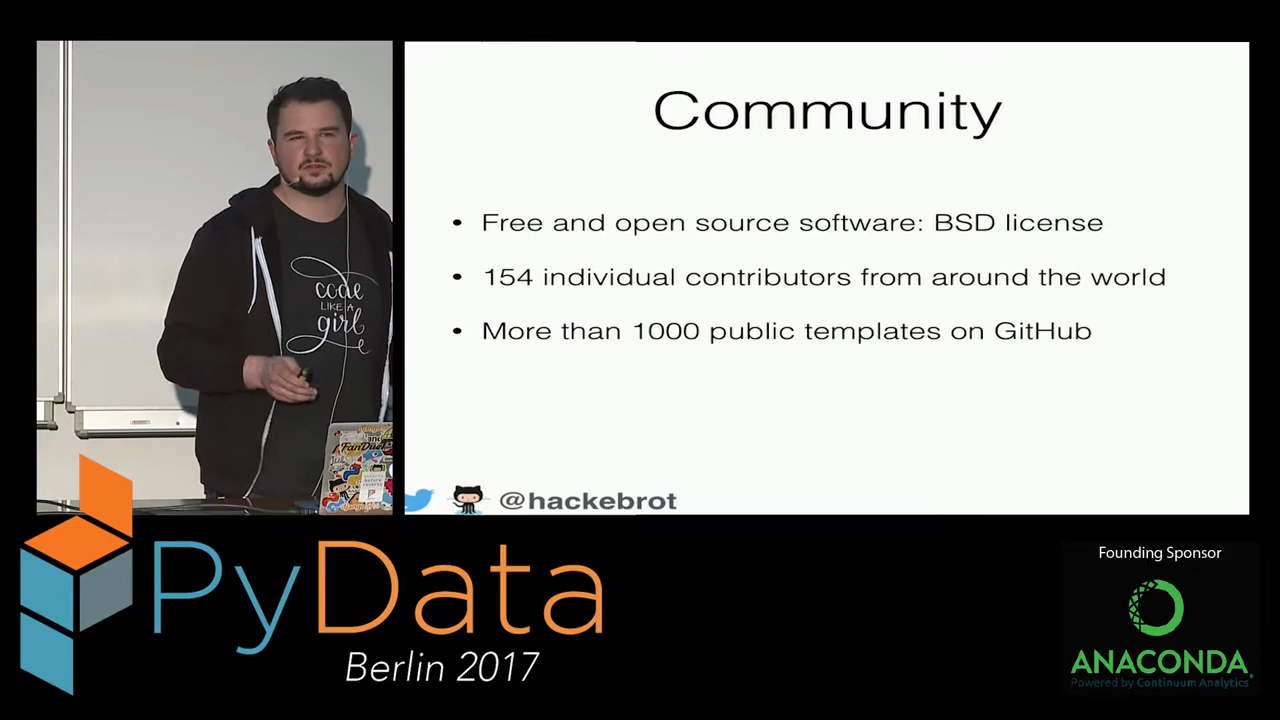 Community
• Free and open source software: BSD license
• 154 individual contributors from around the world
• More than 1000 public templates on GitHub
@hackebrot
code
LIKE A
girl
FanDuel
PyData
Berlin 2017
Founding Sponsor
ANACONDA
Powered by Continuum Analytics